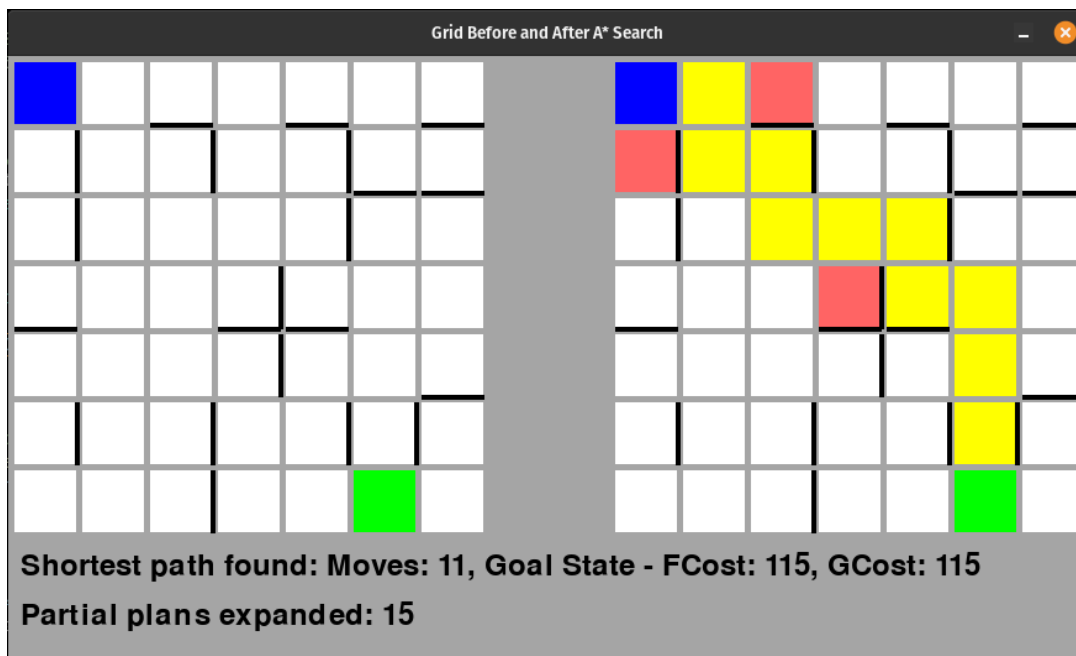 Grid Before and After A* Search
Shortest path found: Moves: 11, Goal State - FCost: 115, GCost: 115
Partial plans expanded: 15